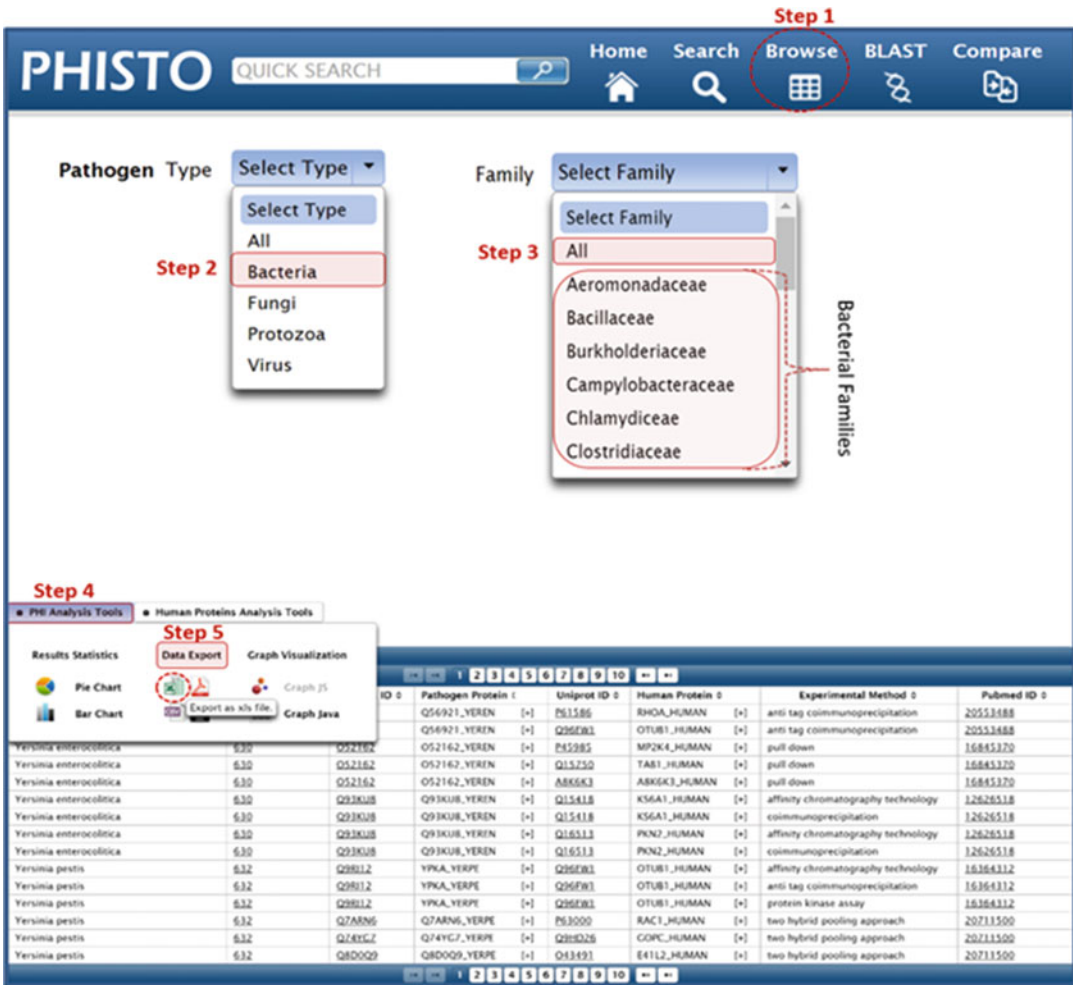 Step 1
PHISTO QUICK SEARCH Home Search Browse BLAST Compare
Pathogen Type Select Type
Select Type
All
Step 2 Bacteria
Fungi
Protozoa
Virus
Family Select Family
Select Family
Step 3 All
Aeromonadaceae
Bacillaceae
Burkholderiaceae
Campylobacteraceae
Chlamydiceae
Clostridiaceae
Bacterial Families
Step 4
PHI Analysis Tools Human Proteins Analysis Tools
Step 5
Results Statistics Data Export Graph Visualization
Pie Chart Graph JS
Export as xls file.
Bar Chart Graph Java
1 2 3 4 5 6 7 8 9 10
ID Pathogen Protein Uniprot ID Human Protein Experimental Method Pubmed ID
Q56921_YEREN [+] P61586 RHOA_HUMAN [+] anti tag coimmunoprecipitation 20553488
Q56921_YEREN [+] Q96FW1 OTUB1_HUMAN [+] anti tag coimmunoprecipitation 20553488
Yersinia enterocolitica 630 O52162 O52162_YEREN [+] P45985 MP2K4_HUMAN [+] pull down 16845370
Yersinia enterocolitica 630 O52162 O52162_YEREN [+] Q15750 TAB1_HUMAN [+] pull down 16845370
Yersinia enterocolitica 630 O52162 O52162_YEREN [+] A8K6K3 A8K6K3_HUMAN [+] pull down 16845370
Yersinia enterocolitica 630 Q93KU8 Q93KU8_YEREN [+] Q15418 KS6A1_HUMAN [+] affinity chromatography technology 12626518
Yersinia enterocolitica 630 Q93KU8 Q93KU8_YEREN [+] Q15418 KS6A1_HUMAN [+] coimmunoprecipitation 12626518
Yersinia enterocolitica 630 Q93KU8 Q93KU8_YEREN [+] Q16513 PKN2_HUMAN [+] affinity chromatography technology 12626518
Yersinia enterocolitica 630 Q93KU8 Q93KU8_YEREN [+] Q16513 PKN2_HUMAN [+] coimmunoprecipitation 12626518
Yersinia pestis 632 Q9RI12 YPKA_YERPE [+] Q96FW1 OTUB1_HUMAN [+] affinity chromatography technology 16364312
Yersinia pestis 632 Q9RI12 YPKA_YERPE [+] Q96FW1 OTUB1_HUMAN [+] anti tag coimmunoprecipitation 16364312
Yersinia pestis 632 Q9RI12 YPKA_YERPE [+] Q96FW1 OTUB1_HUMAN [+] protein kinase assay 16364312
Yersinia pestis 632 Q7ARN6 Q7ARN6_YERPE [+] P63000 RAC1_HUMAN [+] two hybrid pooling approach 20711500
Yersinia pestis 632 Q74YG7 Q74YG7_YERPE [+] Q9HD26 GOPC_HUMAN [+] two hybrid pooling approach 20711500
Yersinia pestis 632 Q8D0Q9 Q8D0Q9_YERPE [+] O43491 E41L2_HUMAN [+] two hybrid pooling approach 20711500
1 2 3 4 5 6 7 8 9 10